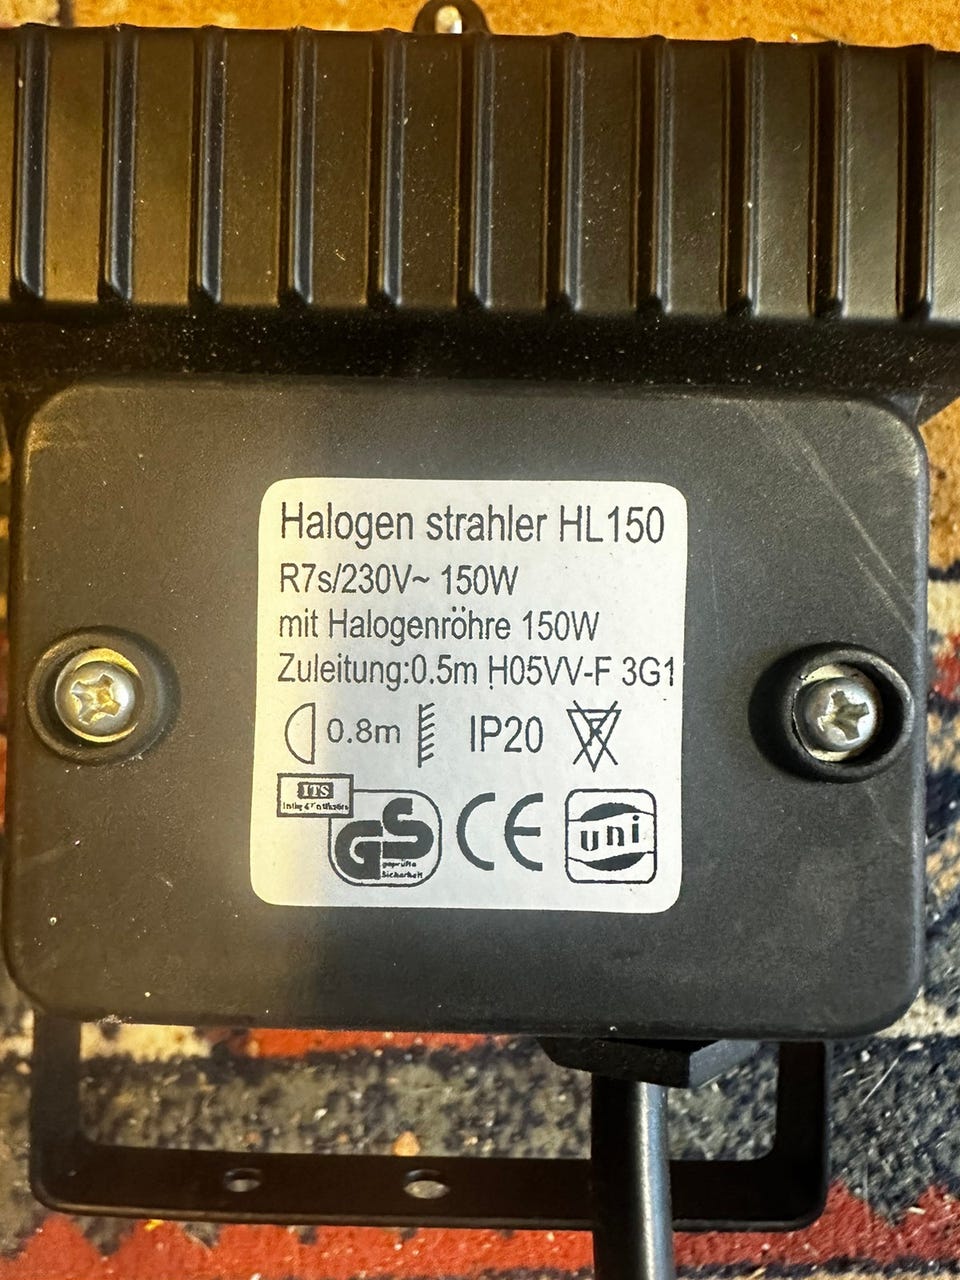 Halogen strahler HL150
R7s/230V~ 150W
mit Halogenröhre 150W
Zuleitung:0.5m H05VV-F 3G1
0.8m IP20 F
ITS
GS
geprüfte
Sicherheit
CE
uni